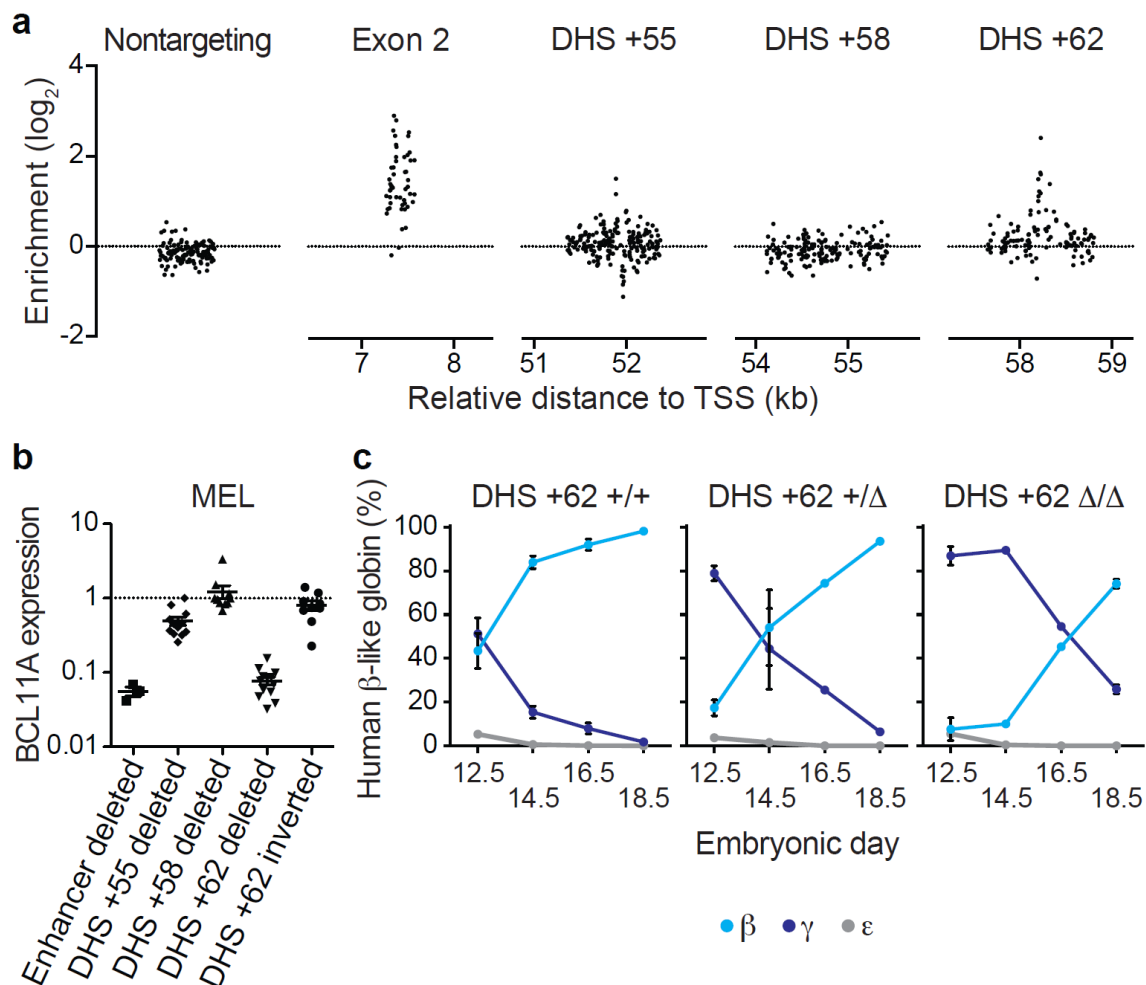 a
Nontargeting Exon 2 DHS +55 DHS +58 DHS +62
Enrichment (log2)
4
2
0
-2
7 8 51 52 54 55 58 59
Relative distance to TSS (kb)
b
MEL
BCL111A expression
10
1
0.1
0.01
Enhancer deleted
DHS +55 deleted
DHS +58 deleted
DHS +62 deleted
DHS +62 inverted
c
DHS +62 +/+ DHS +62 +/Δ DHS +62 Δ/Δ
Human β-like globin (%)
100
80
60
40
20
0
12.5 16.5 12.5 16.5 12.5 16.5
14.5 18.5 14.5 18.5 14.5 18.5
Embryonic day
β γ ε